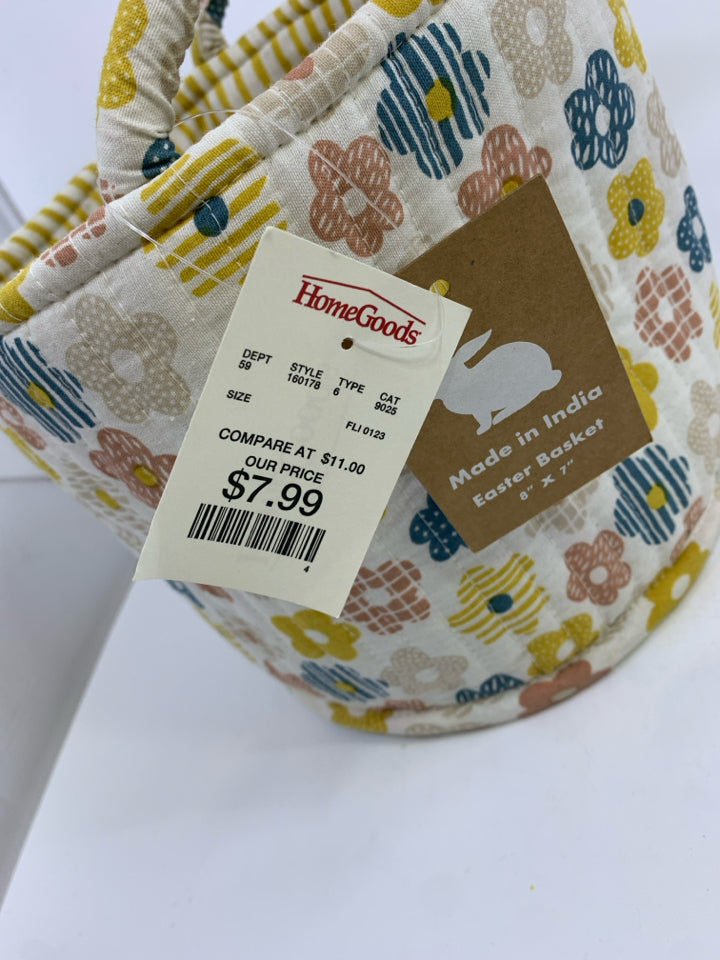 HomeGoods
DEPT STYLE TYPE CAT
59 160178 6 9025
SIZE
FLI 0123
COMPARE AT $11.00
OUR PRICE
$7.99
4
Made in India
Easter Basket
8" X 7"